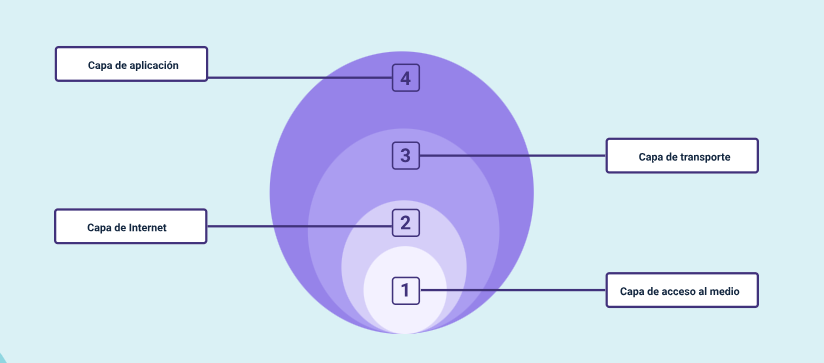 Capa de aplicación
4
3
Capa de transporte
Capa de Internet
2
1
Capa de acceso al medio